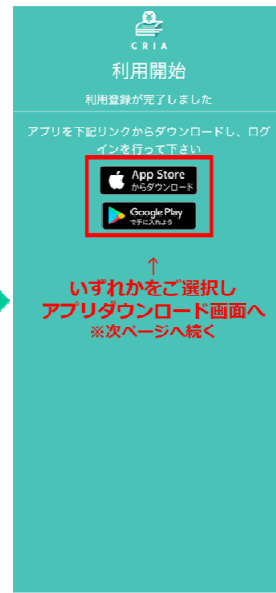 CRIA
利用開始
利用登録が完了しました
アプリを下記リンクからダウンロードし、ログ
インを行って下さい
App Store
からダウンロード
Google Play
で手に入れよう
↑
いずれかをご選択し
アプリダウンロード画面へ
※次ページへ続く